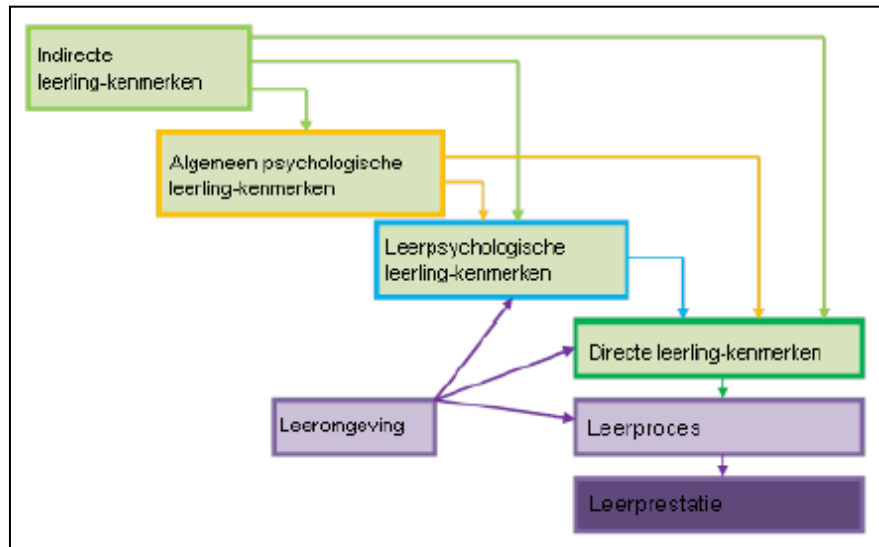 Indirecte
leerling-kenmerken
Algemeen psychologische
leerling-kenmerken
Leerpsychologische
leerling-kenmerken
Directe leerling-kenmerken
Leeromgeving
Leerproces
Leerprestatie